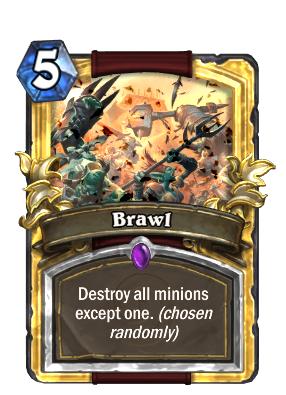 5
Brawl
Destroy all minions
except one. (chosen
randomly)